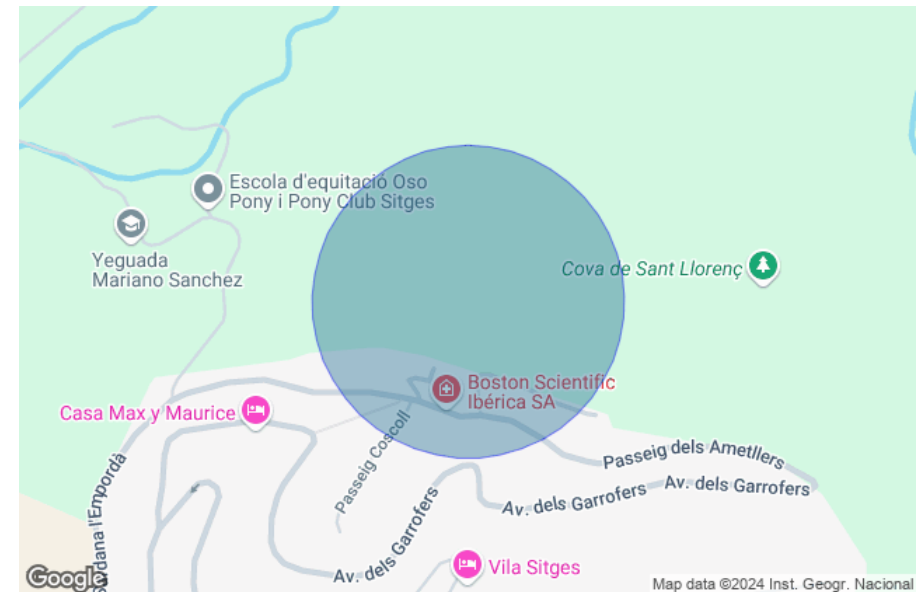 Escola d'equitació Oso
Pony i Pony Club Sitges
Yeguada
Mariano Sanchez
Cova de Sant Llorenç
Boston Scientific
Ibérica SA
Casa Max y Maurice
Passeig Coscoll
Passeig dels Ametllers
Av. dels Garrofers
Av. dels Garrofers
Av. dels Garrofers
l'Empordà
Vila Sitges
Google
Map data ©2024 Inst. Geogr. Nacional